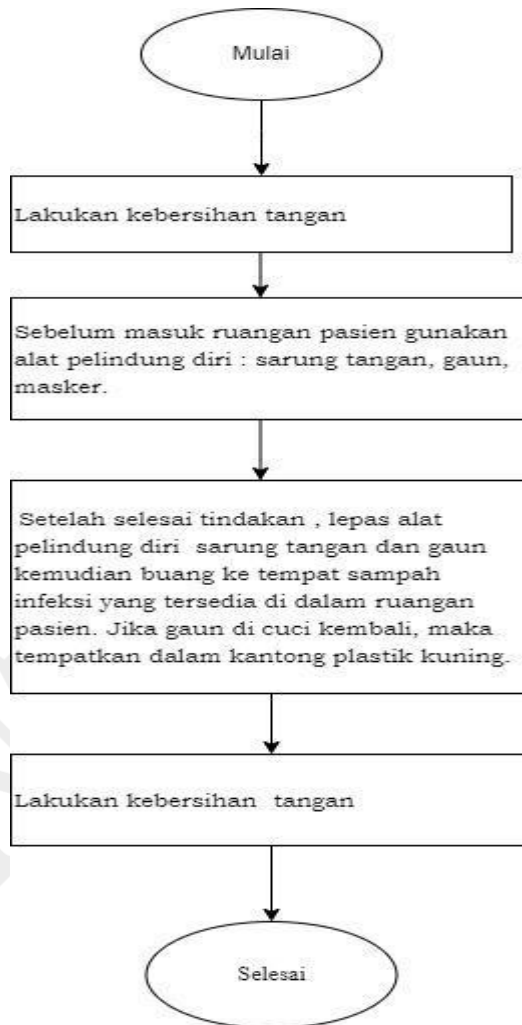 Mulai
Lakukan kebersihan tangan
Sebelum masuk ruangan pasien gunakan
alat pelindung diri : sarung tangan, gaun,
masker.
Setelah selesai tindakan , lepas alat
pelindung diri sarung tangan dan gaun
kemudian buang ke tempat sampah
infeksi yang tersedia di dalam ruangan
pasien. Jika gaun di cuci kembali, maka
tempatkan dalam kantong plastik kuning.
Lakukan kebersihan tangan
Selesai